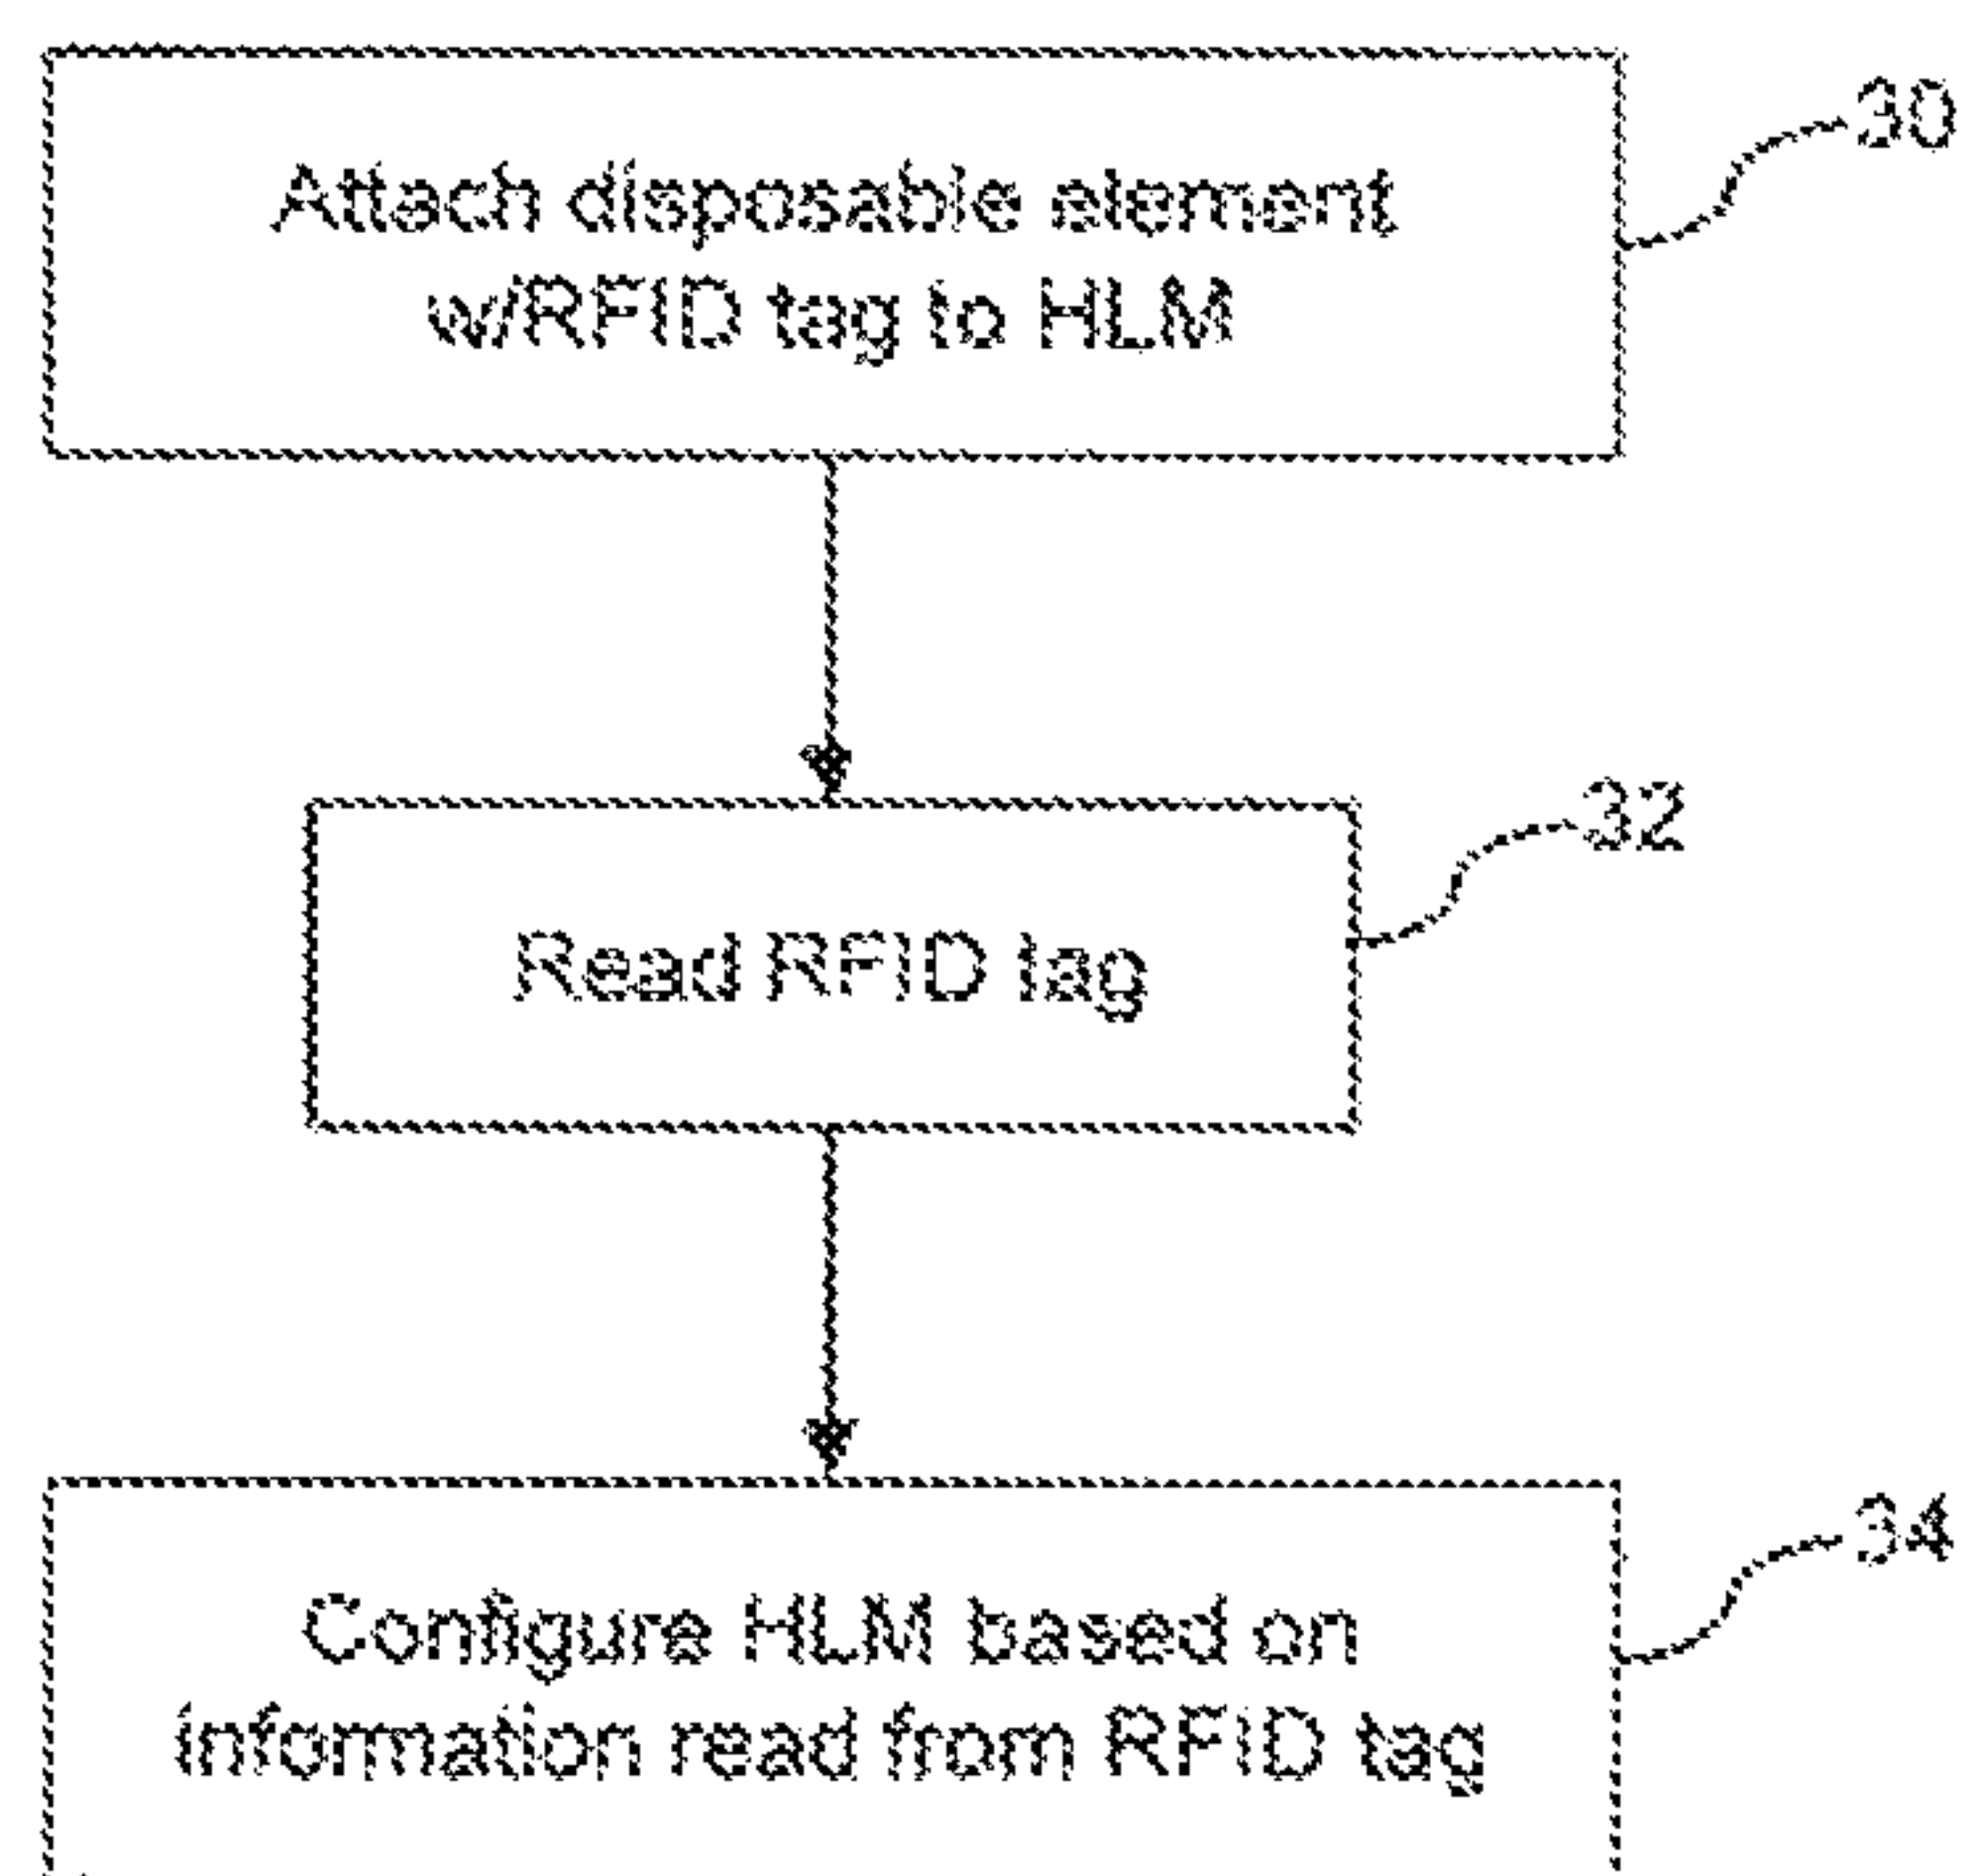 30
Attach disposable element
w/RFID tag to HLM
32
Read RFID tag
34
Configure HLM based on
information read from RFID tag